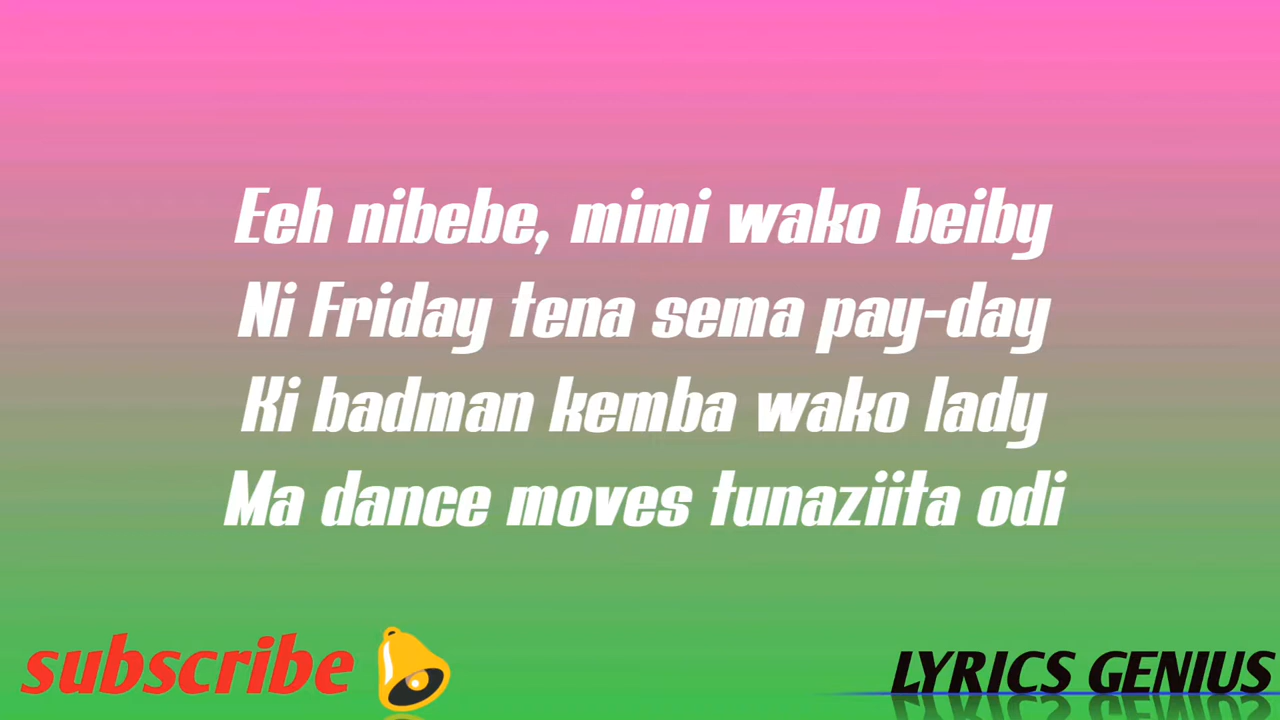 Eeh nibebe, mimi wako beiby
Ni Friday tena sema pay-day
Ki badman kemba wako lady
Ma dance moves tunaziita odi
subscribe
LYRICS GENIUS